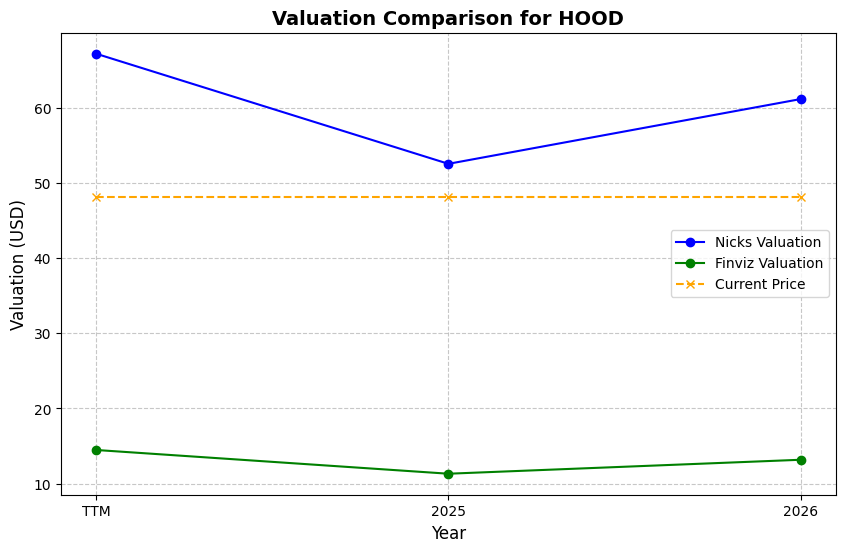 Valuation Comparison for HOOD
Valuation (USD)
60
50
40
30
20
10
Nicks Valuation
Finviz Valuation
Current Price
TTM
2025
2026
Year